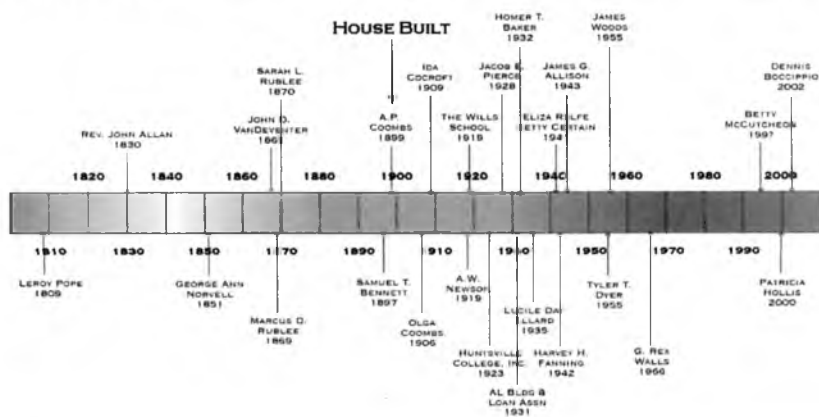 HOUSE BUILT
HOMER T.
BAKER
1932
JAMES
WOODS
1955
SARAH L.
RUBLEE
1870
IDA
COCROFT
1909
JACOB E.
PIERCE
1928
JAMES G.
ALLISON
1943
DENNIS
BOCCIPPIO
2002
REV. JOHN ALLAN
1830
JOHN D.
VANDEVENTER
A.P.
COOMBS
1899
THE WILLS
SCHOOL
1919
ELIZA ROLFE
BETTY CERTAIN
BETTY
MCCUTCHEON
1997
1820 1840 1860 1880 1900 1920 1940 1960 1980 2000
1810 1830 1850 1870 1890 1910 1930 1950 1970 1990
LEROY POPE
1809
GEORGE ANN
NORVELL
1851
MARCUS D.
RUBLEE
1869
SAMUEL T.
BENNETT
1897
OLGA
COOMBS
1906
A.W.
NEWSON
1919
HUNTSVILLE
COLLEGE, INC.
1923
LUCILE DAY
1935
AL BLDG &
LOAN ASSN
1931
HARVEY H.
FANNING
1942
TYLER T.
DYER
1955
G. REX
WALLS
1966
PATRICIA
HOLLIS
2000